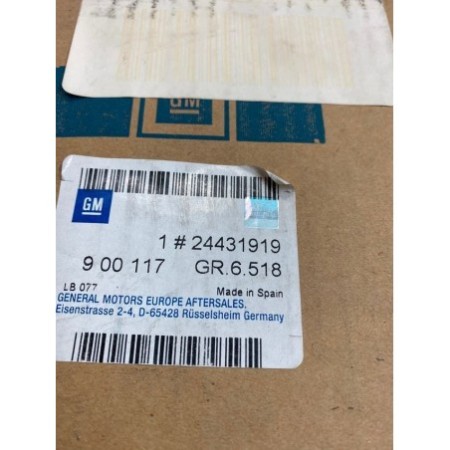 GM
GM
1 # 24431919
9 00 117 GR.6.518
LB 077 Made in Spain
GENERAL MOTORS EUROPE AFTERSALES.
Eisenstrasse 2-4, D-65428 Rüsselsheim Germany